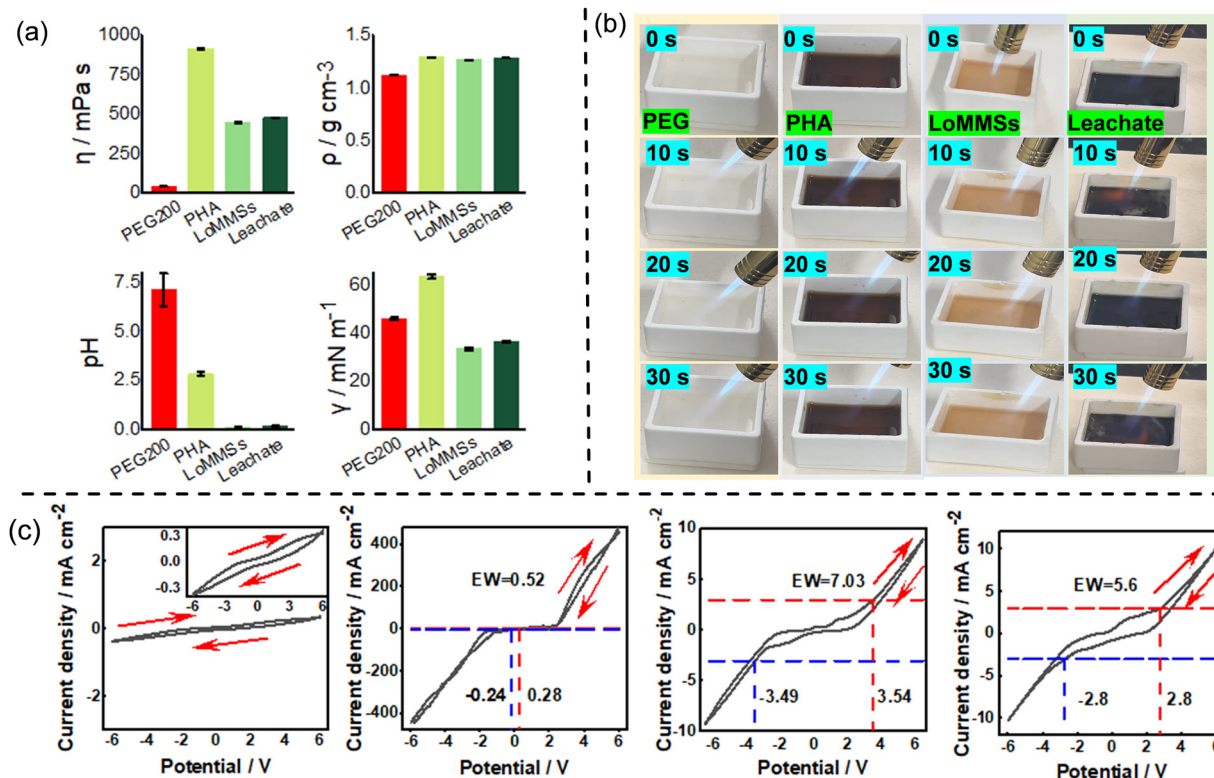 (a)
1000
750
500
250
0
η / mPa s
PEG200
PHA
LoMMSs
Leachate
1.5
1.0
0.5
0.0
ρ / g cm-3
PEG200
PHA
LoMMSs
Leachate
7.5
5.0
2.5
0.0
pH
PEG200
PHA
LoMMSs
Leachate
60
40
20
0
γ / mN m⁻¹
PEG200
PHA
LoMMSs
Leachate
(b)
0 s
0 s
0 s
0 s
PEG
PHA
LoMMSs
Leachate
10 s
10 s
10 s
10 s
20 s
20 s
20 s
20 s
30 s
30 s
30 s
30 s
(c)
Current density / mA cm⁻²
2
0
-2
0.3
0.0
-0.3
-6 -3 0 3 6
-6 -4 -2 0 2 4 6
Potential / V
Current density / mA cm⁻²
400
200
0
-200
-400
EW=0.52
-0.24
0.28
-6 -4 -2 0 2 4 6
Potential / V
Current density / mA cm⁻²
10
5
0
-5
-10
EW=7.03
-3.49
3.54
-6 -4 -2 0 2 4 6
Potential / V
Current density / mA cm⁻²
10
5
0
-5
-10
EW=5.6
-2.8
2.8
-6 -4 -2 0 2 4 6
Potential / V